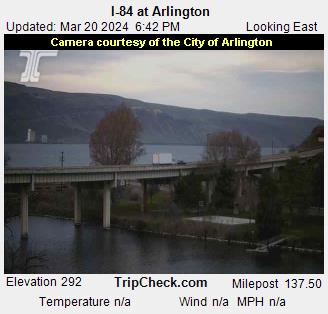 I-84 at Arlington
Updated: Mar 20 2024 6:42 PM Looking East
Camera courtesy of the City of Arlington
Elevation 292 TripCheck.com Milepost 137.50
Temperature n/a Wind n/a MPH n/a